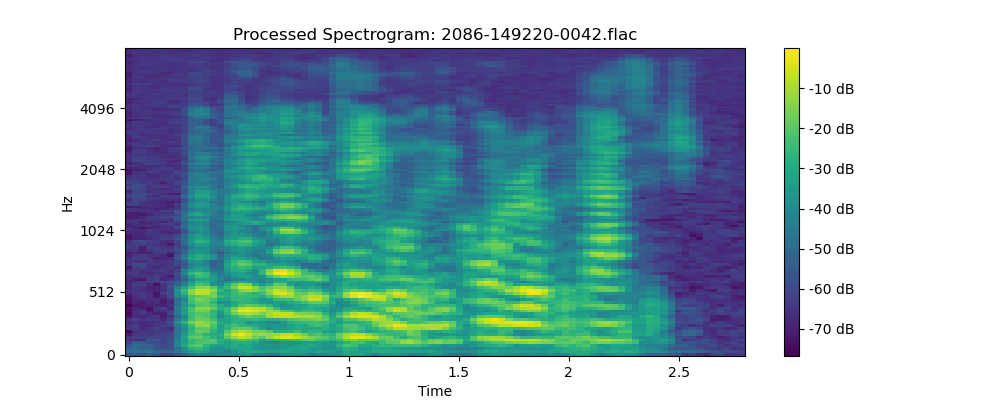 Processed Spectrogram: 2086-149220-0042.flac
Hz
4096
2048
1024
512
0
0
0.5
1
1.5
2
2.5
Time
-10 dB
-20 dB
-30 dB
-40 dB
-50 dB
-60 dB
-70 dB